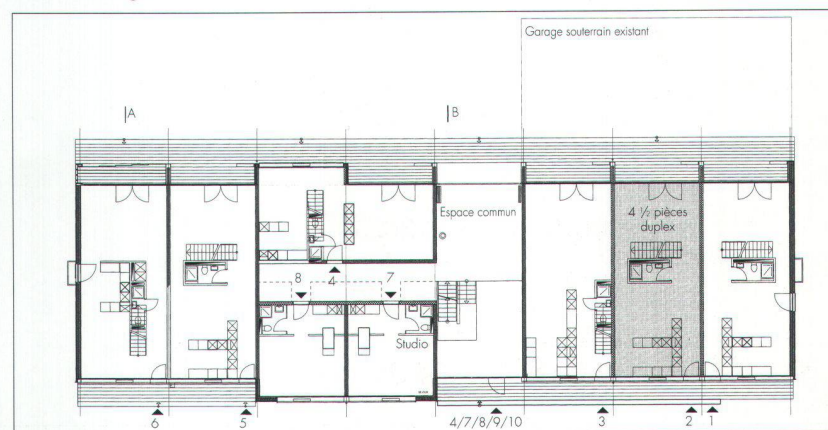 Garage souterrain existant
A
B
Espace commun
4 ½ pièces
duplex
8
4
7
Studio
6
5
4/7/8/9/10
3
2
1